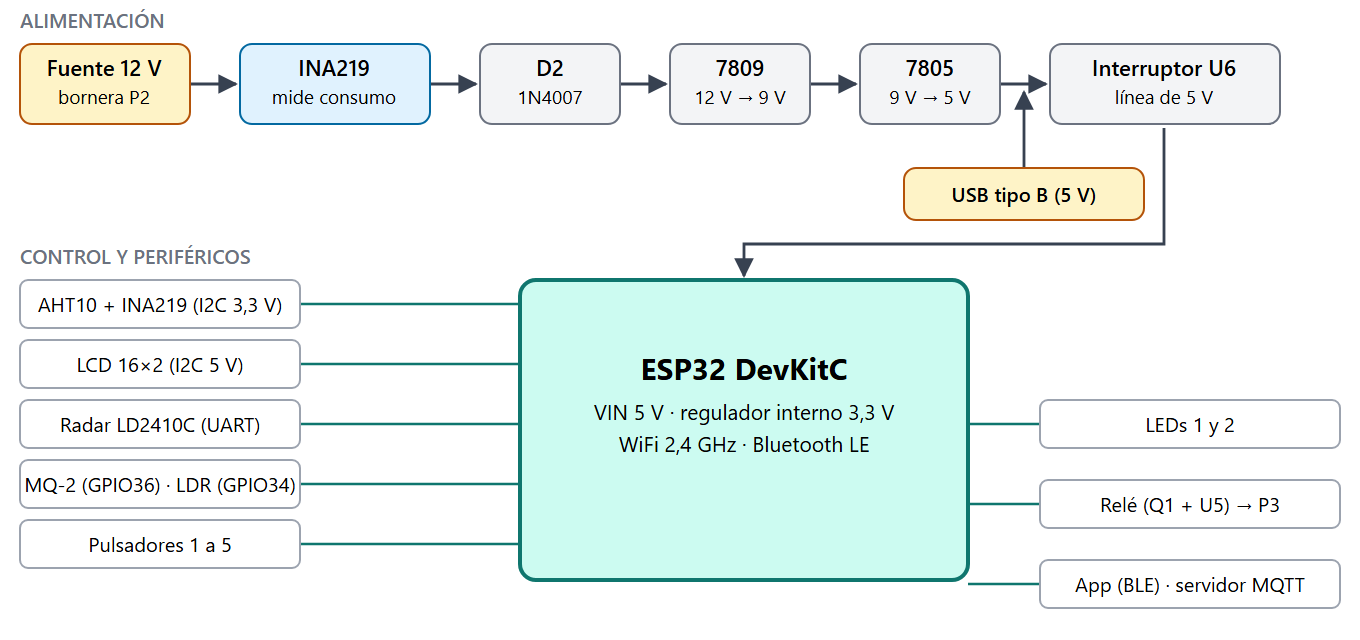 ALIMENTACIÓN
Fuente 12 V
bornera P2
INA219
mide consumo
D2
1N4007
7809
12 V → 9 V
7805
9 V → 5 V
Interruptor U6
línea de 5 V
USB tipo B (5 V)
CONTROL Y PERIFÉRICOS
AHT10 + INA219 (I2C 3,3 V)
LCD 16×2 (I2C 5 V)
Radar LD2410C (UART)
MQ-2 (GPIO36) · LDR (GPIO34)
Pulsadores 1 a 5
ESP32 DevKitC
VIN 5 V · regulador interno 3,3 V
WiFi 2,4 GHz · Bluetooth LE
LEDs 1 y 2
Relé (Q1 + U5) → P3
App (BLE) · servidor MQTT